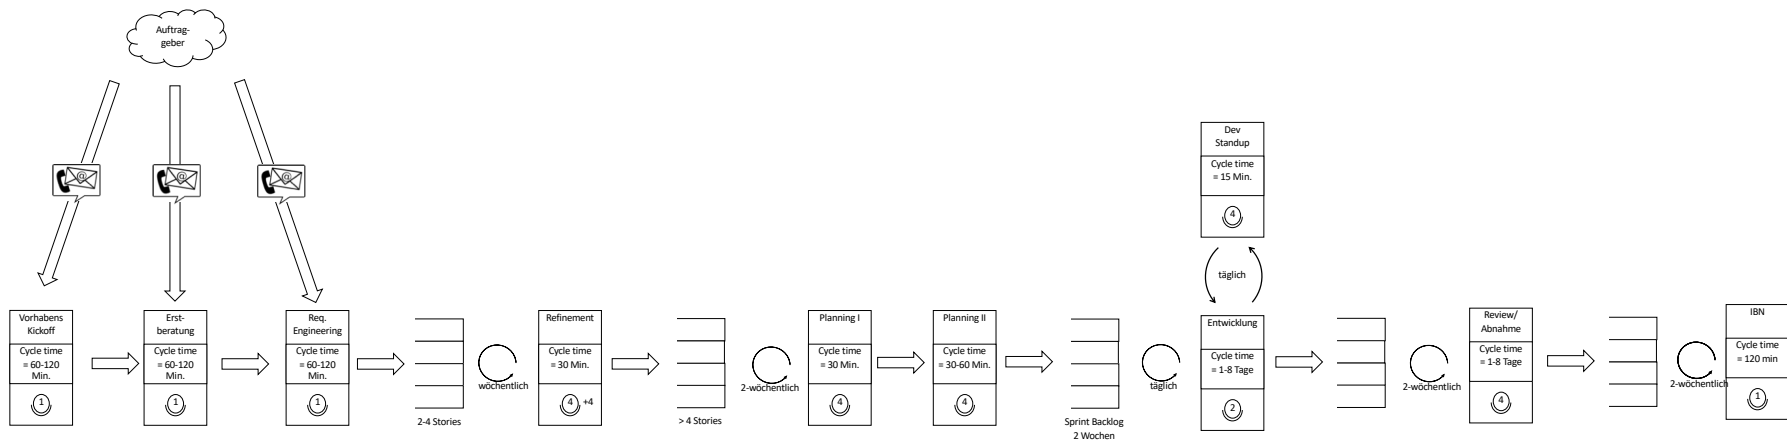 Auftrag-
geber
@
@
@
Vorhabens
Kickoff
Cycle time
= 60-120
Min.
1
Erst-
beratung
Cycle time
= 60-120
Min.
1
Req.
Engineering
Cycle time
= 60-120
Min.
1
2-4 Stories
wöchentlich
Refinement
Cycle time
= 30 Min.
4 +4
> 4 Stories
2-wöchentlich
Planning I
Cycle time
= 30 Min.
4
Planning II
Cycle time
= 30-60 Min.
4
Sprint Backlog
2 Wochen
täglich
Dev
Standup
Cycle time
= 15 Min.
4
täglich
Entwicklung
Cycle time
= 1-8 Tage
2
2-wöchentlich
Review/
Abnahme
Cycle time
= 1-8 Tage
4
2-wöchentlich
IBN
Cycle time
= 120 min
1